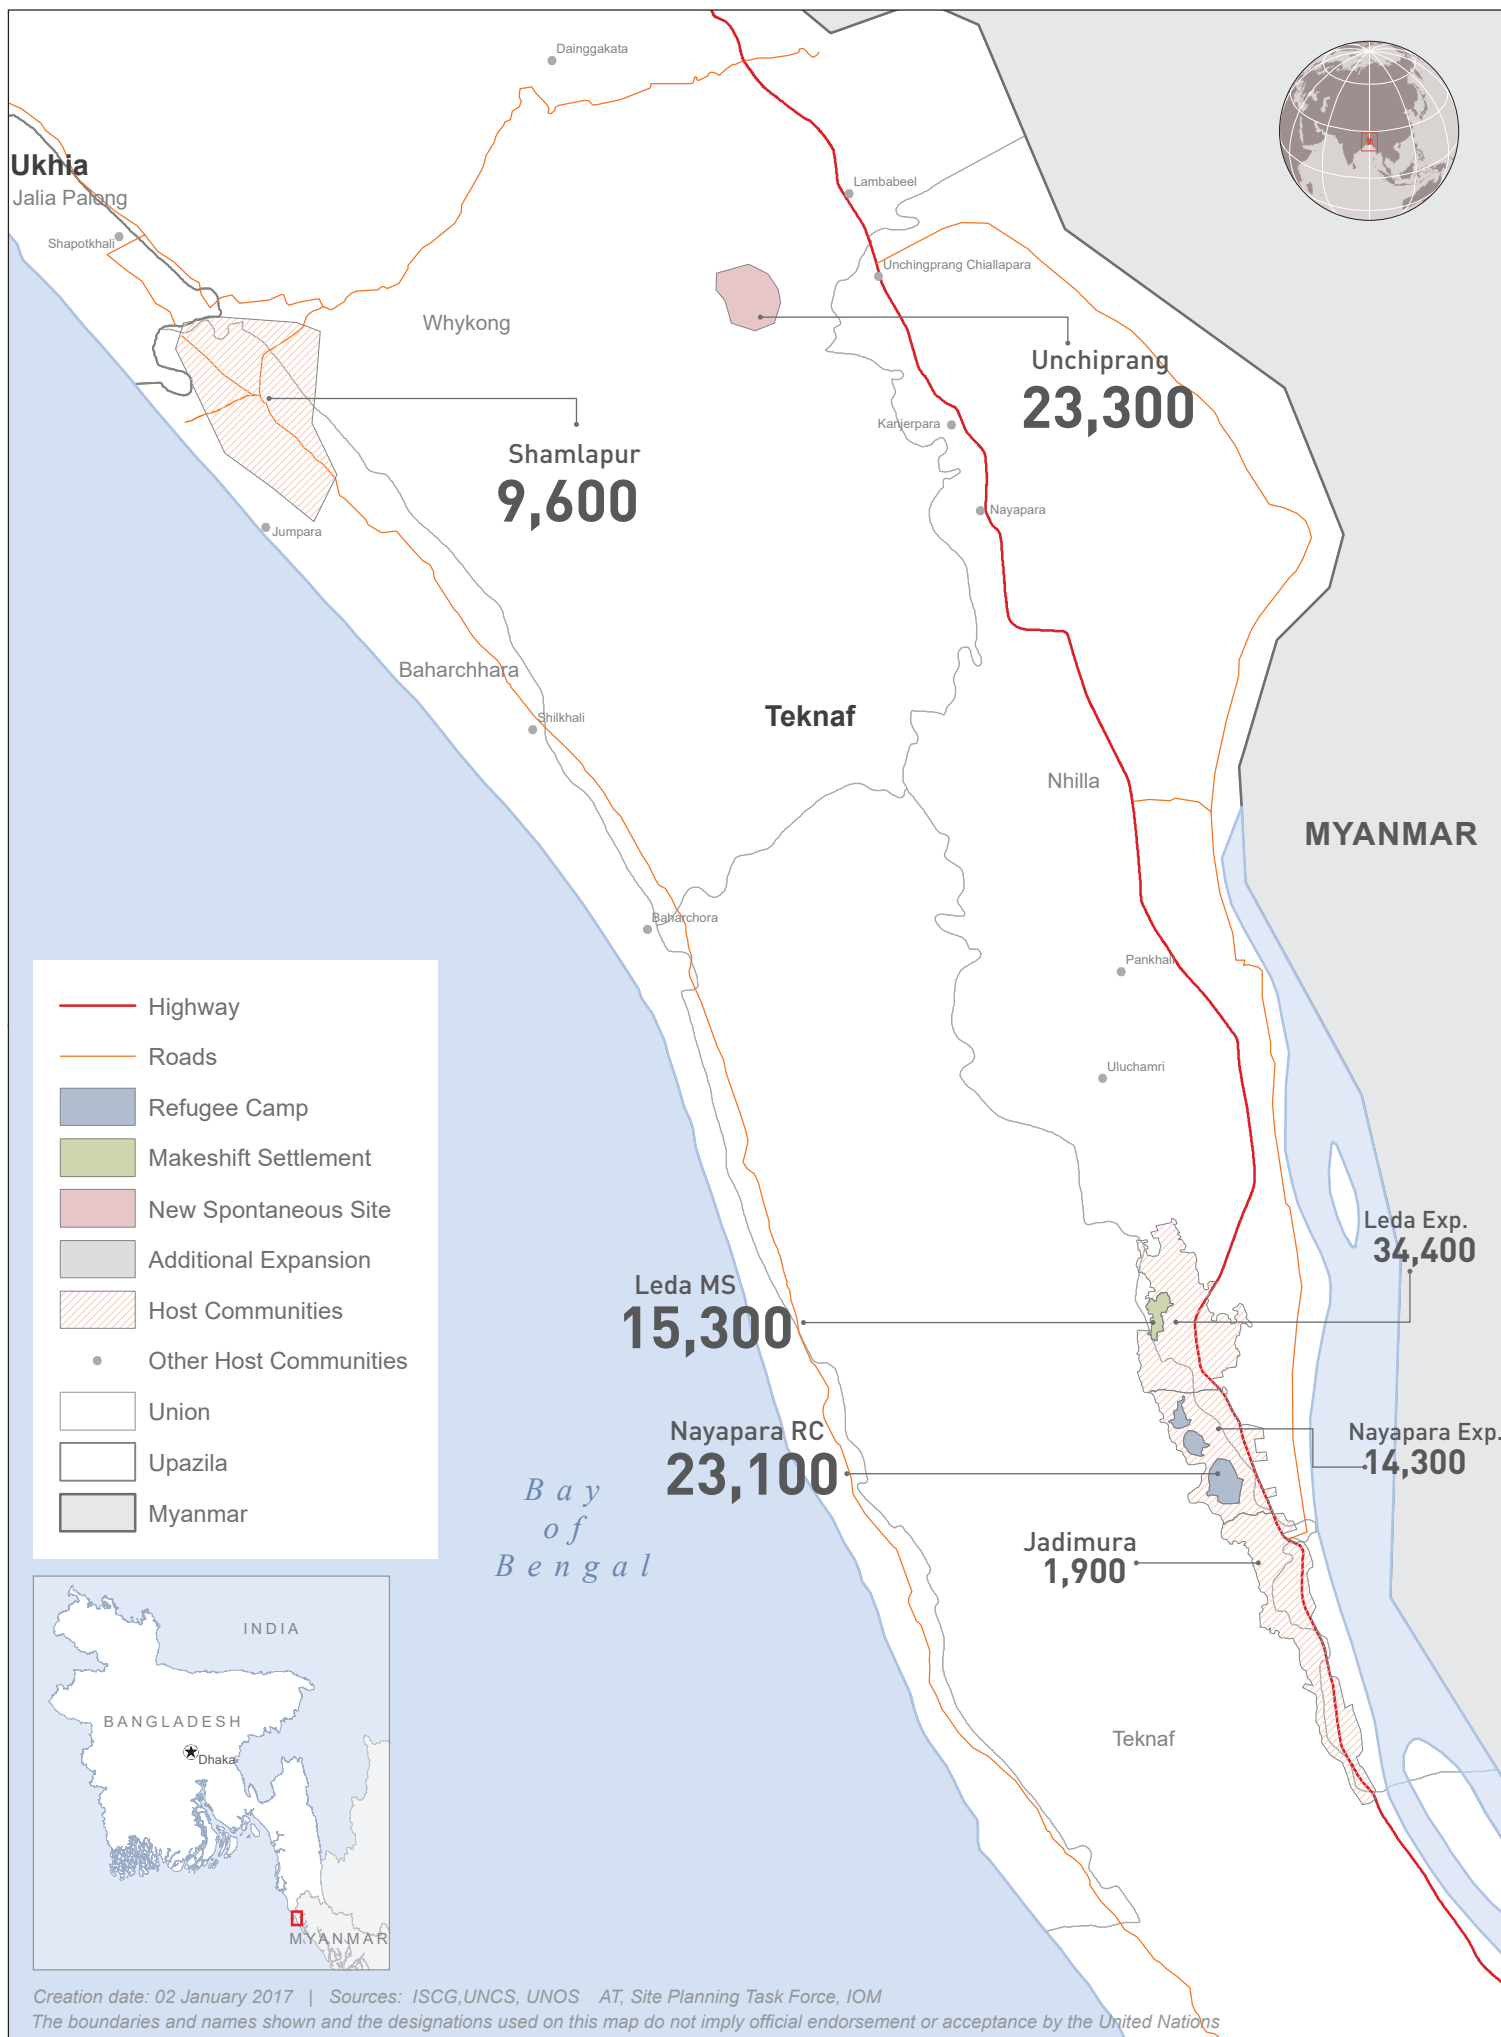 Dainggakata
Ukhia
Jalia Palong
Shapotkhali
Lambabeel
Unchingprang Chiallapara
Whykong
Unchiprang
23,300
Kanjerpara
Shamlapur
9,600
Nayapara
Jumpara
Baharchhara
Shilkhali
Teknaf
Nhilla
MYANMAR
Baharchora
Pankhali
Uluchamri
Highway
Roads
Refugee Camp
Makeshift Settlement
New Spontaneous Site
Additional Expansion
Host Communities
Other Host Communities
Union
Upazila
Myanmar
Leda Exp.
34,400
Leda MS
15,300
Nayapara RC
23,100
Nayapara Exp.
14,300
Bay
of
Bengal
Jadimura
1,900
Teknaf
INDIA
BANGLADESH
Dhaka
MYANMAR
Creation date: 02 January 2017 | Sources: ISCG,UNCS, UNOS AT, Site Planning Task Force, IOM
The boundaries and names shown and the designations used on this map do not imply official endorsement or acceptance by the United Nations